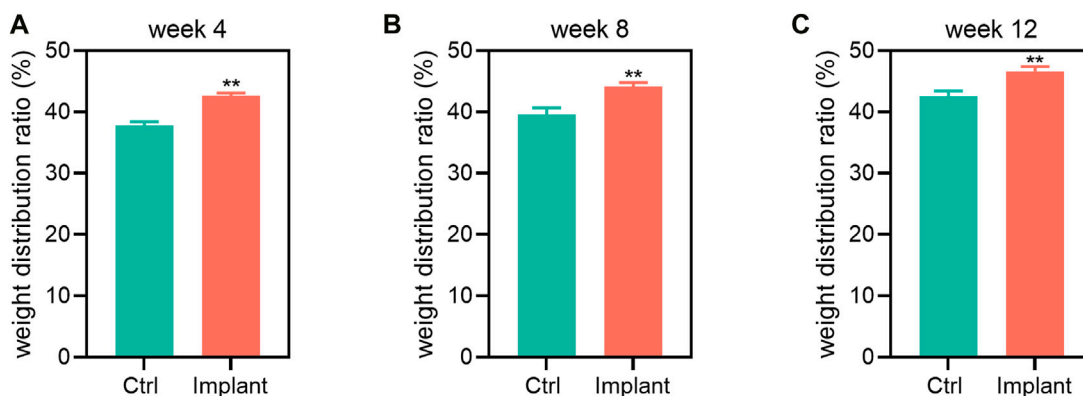 A
week 4
weight distribution ratio (%)
50
40
30
20
10
0
**
Ctrl
Implant
B
week 8
weight distribution ratio (%)
50
40
30
20
10
0
**
Ctrl
Implant
C
week 12
weight distribution ratio (%)
50
40
30
20
10
0
**
Ctrl
Implant